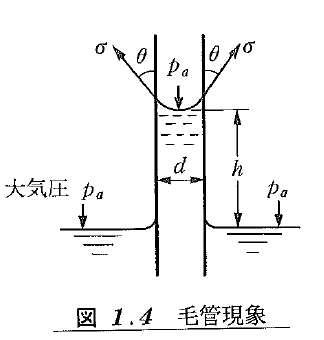 σ θ pa θ σ
d h
大気圧 pa pa
図 1.4 毛管現象